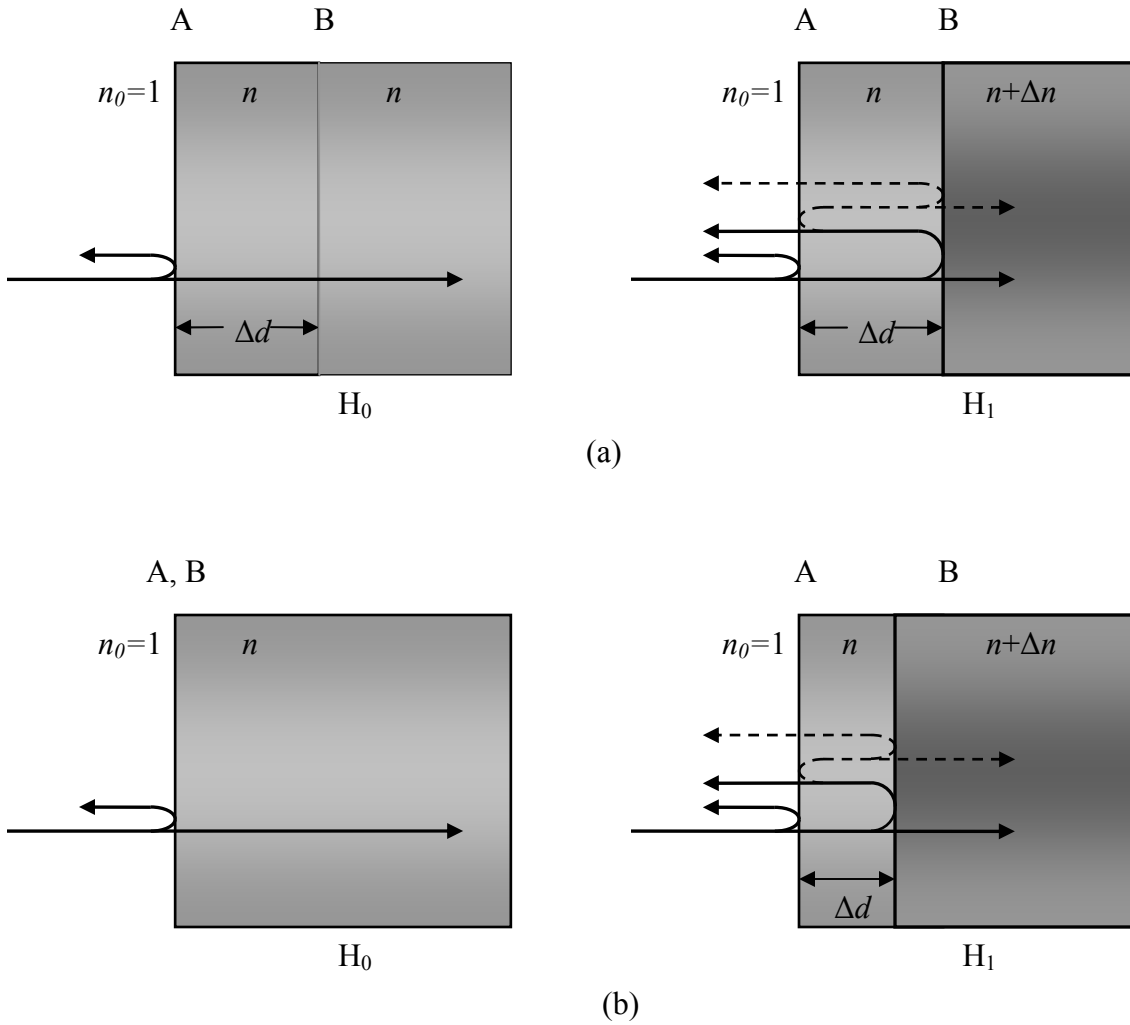 A B A B
n₀=1 n n n₀=1 n n+Δn
Δd Δd
H₀ H₁
(a)
A, B A B
n₀=1 n n₀=1 n n+Δn
Δd
H₀ H₁
(b)